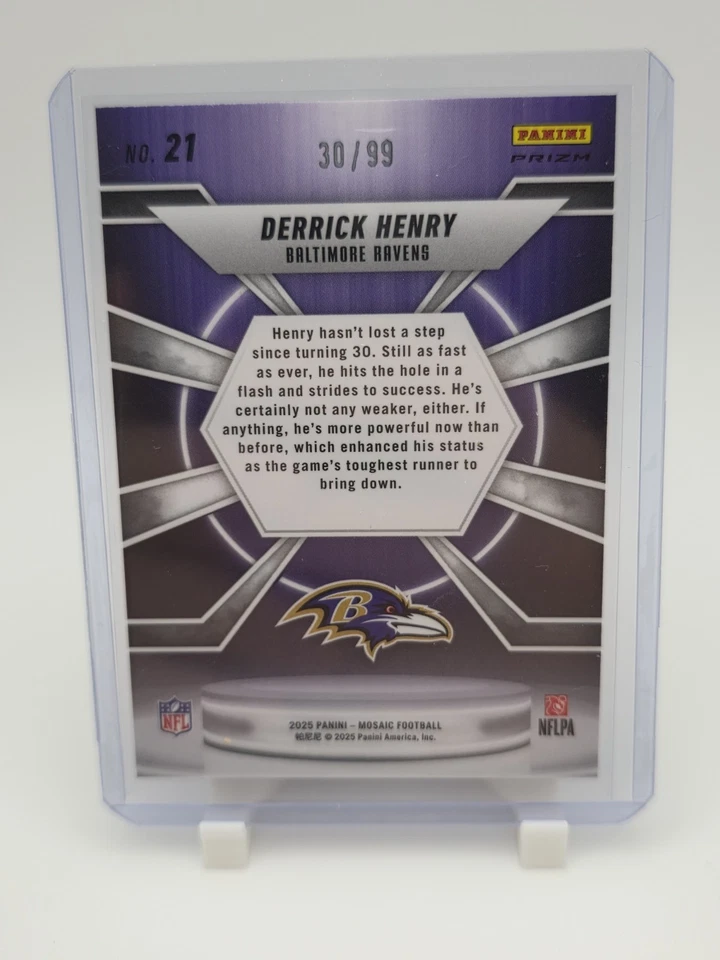 NO. 21
30/99
PANINI
PRIZM
DERRICK HENRY
BALTIMORE RAVENS
Henry hasn't lost a step
since turning 30. Still as fast
as ever, he hits the hole in a
flash and strides to success. He's
certainly not any weaker, either. If
anything, he's more powerful now than
before, which enhanced his status
as the game's toughest runner to
bring down.
B
NFL
2025 PANINI – MOSAIC FOOTBALL
帕尼尼 © 2025 Panini America, Inc.
NFLPA